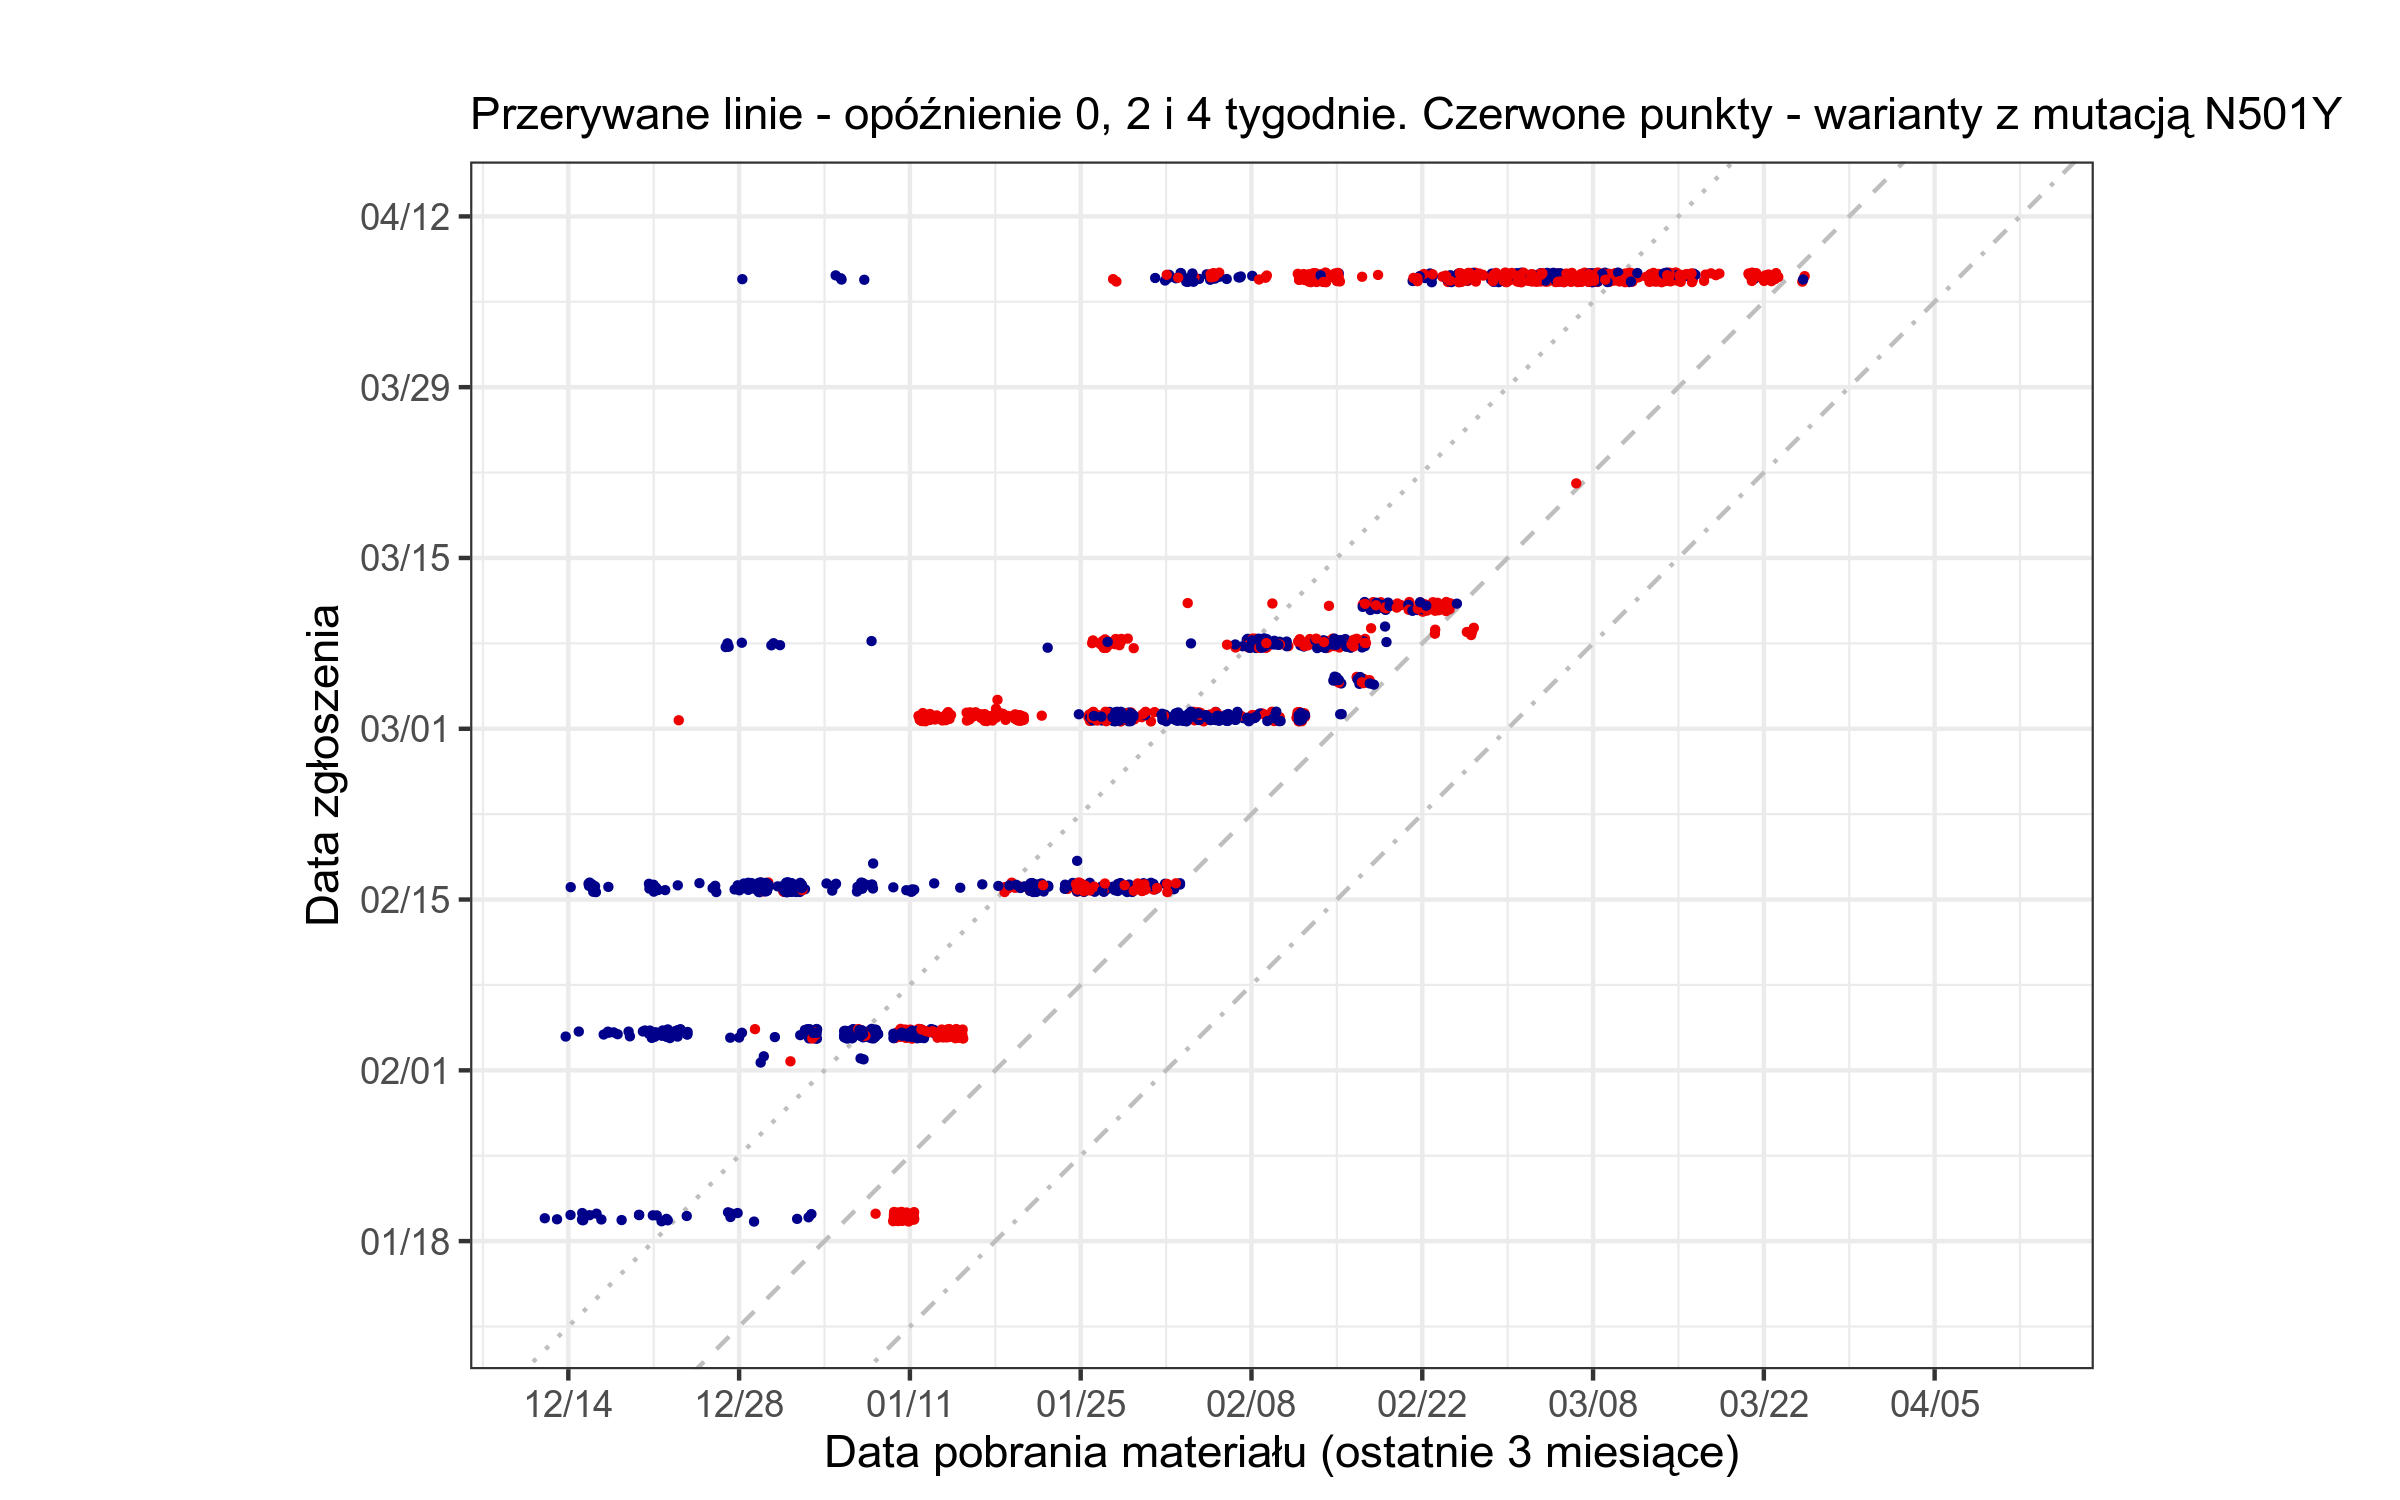 Przerywane linie - opóźnienie 0, 2 i 4 tygodnie. Czerwone punkty - warianty z mutacją N501Y
Data zgłoszenia
04/12
03/29
03/15
03/01
02/15
02/01
01/18
12/14 12/28 01/11 01/25 02/08 02/22 03/08 03/22 04/05
Data pobrania materiału (ostatnie 3 miesiące)